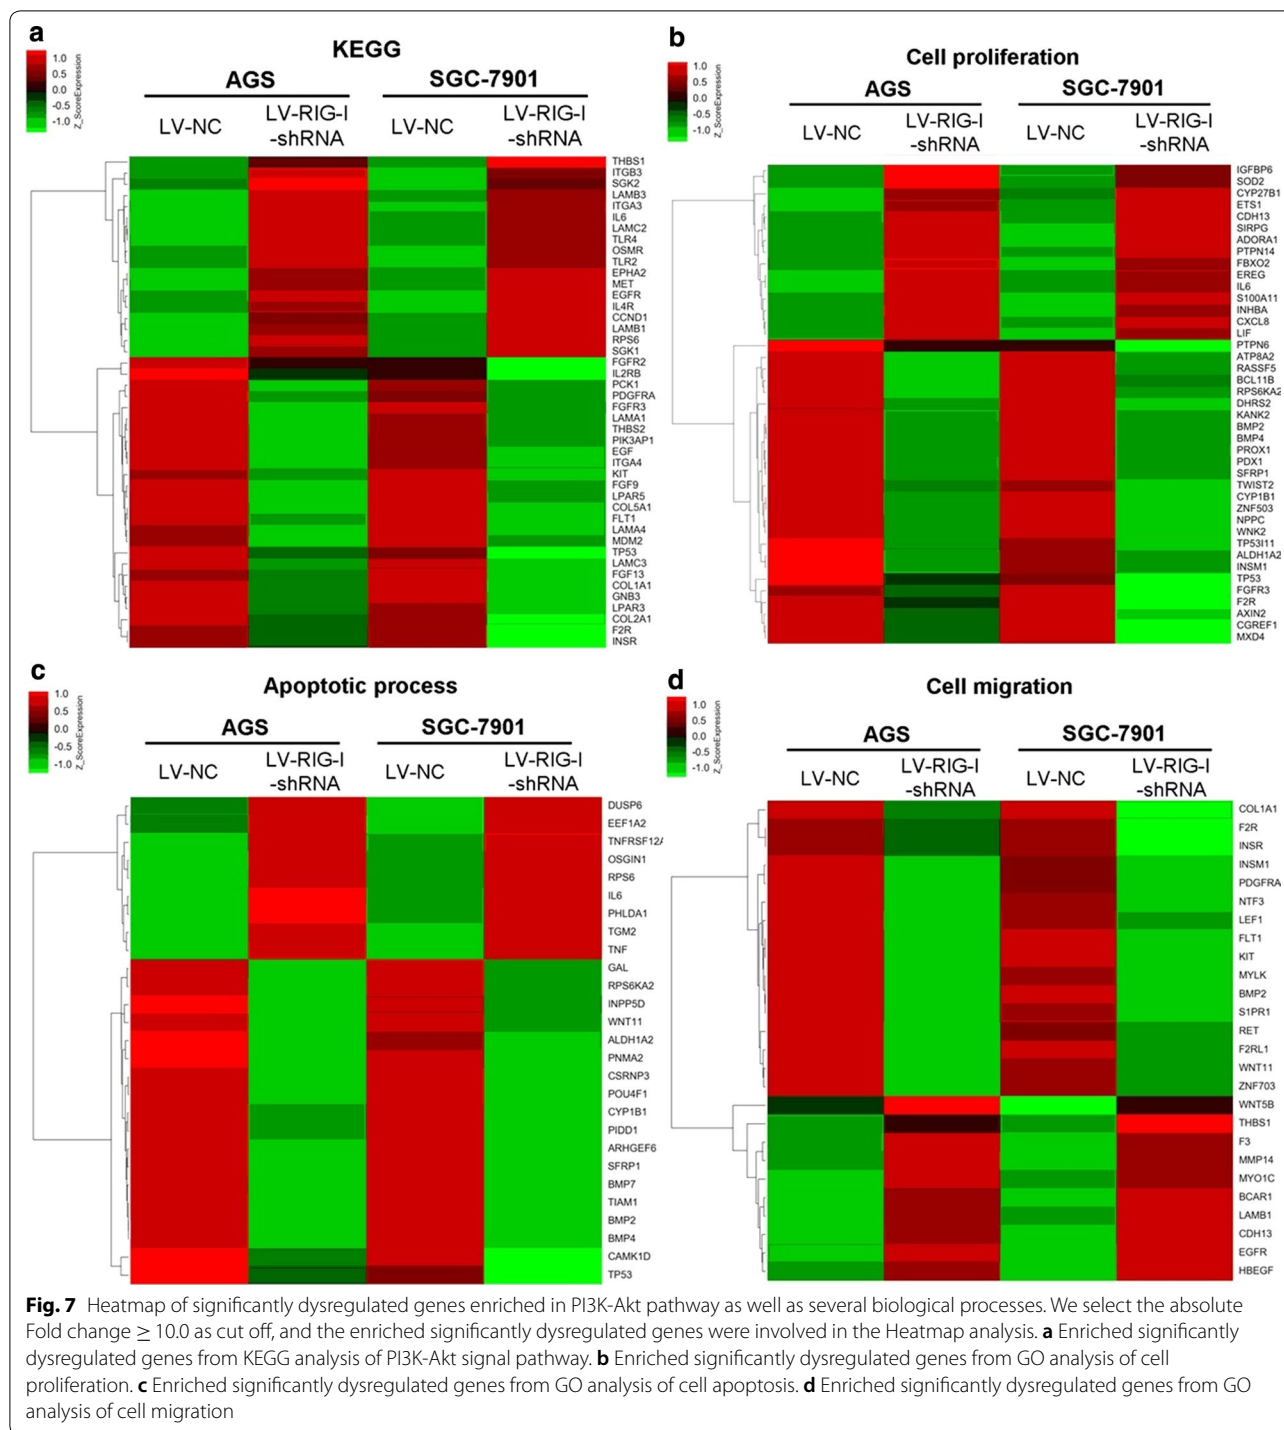 a
KEGG
1.0
0.5
0.0
-0.5
-1.0
Z_ScoreExpression
AGS
SGC-7901
LV-NC
LV-RIG-I
-shRNA
LV-NC
LV-RIG-I
-shRNA
THBS1
ITGB3
SGK2
LAMB3
ITGA3
IL6
LAMC2
TLR4
OSMR
TLR2
EPHA2
MET
EGFR
IL4R
CCND1
LAMB1
RPS6
SGK1
FGFR2
IL2RB
PCK1
PDGFRA
FGFR3
LAMA1
THBS2
PIK3AP1
EGF
ITGA4
KIT
FGF9
LPAR5
COL5A1
FLT1
LAMA4
MDM2
TP53
LAMC3
FGF13
COL1A1
GNB3
LPAR3
COL2A1
F2R
INSR
b
Cell proliferation
1.0
0.5
0.0
-0.5
-1.0
Z_ScoreExpression
AGS
SGC-7901
LV-NC
LV-RIG-I
-shRNA
LV-NC
LV-RIG-I
-shRNA
IGFBP6
SOD2
CYP27B1
ETS1
CDH13
SIRPG
ADORA1
PTPN14
FBXO2
EREG
IL6
S100A11
INHBA
CXCL8
LIF
PTPN6
ATP8A2
RASSF5
BCL11B
RPS6KA2
DHRS2
KANK2
BMP2
BMP4
PROX1
PDX1
SFRP1
TWIST2
CYP1B1
ZNF503
NPPC
WNK2
TP53I11
ALDH1A2
INSM1
TP53
FGFR3
F2R
AXIN2
CGREF1
MXD4
c
Apoptotic process
1.0
0.5
0.0
-0.5
-1.0
Z_ScoreExpression
AGS
SGC-7901
LV-NC
LV-RIG-I
-shRNA
LV-NC
LV-RIG-I
-shRNA
DUSP6
EEF1A2
TNFRSF12A
OSGIN1
RPS6
IL6
PHLDA1
TGM2
TNF
GAL
RPS6KA2
INPP5D
WNT11
ALDH1A2
PNMA2
CSRNP3
POU4F1
CYP1B1
PIDD1
ARHGEF6
SFRP1
BMP7
TIAM1
BMP2
BMP4
CAMK1D
TP53
d
Cell migration
1.0
0.5
0.0
-0.5
-1.0
Z_ScoreExpression
AGS
SGC-7901
LV-NC
LV-RIG-I
-shRNA
LV-NC
LV-RIG-I
-shRNA
COL1A1
F2R
INSR
INSM1
PDGFRA
NTF3
LEF1
FLT1
KIT
MYLK
BMP2
S1PR1
RET
F2RL1
WNT11
ZNF703
WNT5B
THBS1
F3
MMP14
MYO1C
BCAR1
LAMB1
CDH13
EGFR
HBEGF
Fig. 7 Heatmap of significantly dysregulated genes enriched in PI3K-Akt pathway as well as several biological processes. We select the absolute
Fold change ≥ 10.0 as cut off, and the enriched significantly dysregulated genes were involved in the Heatmap analysis. a Enriched significantly
dysregulated genes from KEGG analysis of PI3K-Akt signal pathway. b Enriched significantly dysregulated genes from GO analysis of cell
proliferation. c Enriched significantly dysregulated genes from GO analysis of cell apoptosis. d Enriched significantly dysregulated genes from GO
analysis of cell migration